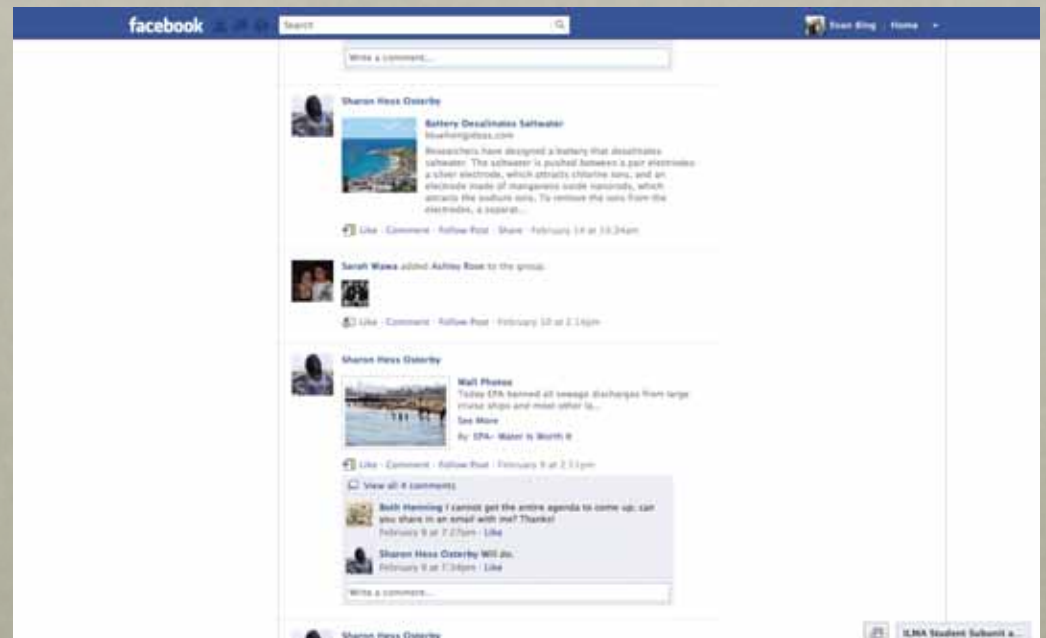 facebook
Search
Sean Bing
Home
Write a comment...
Sharon Hess Osterby
Battery Desalinates Saltwater
bluelivingideas.com
Researchers have designed a battery that desalinates
saltwater. The saltwater is pushed between a pair electrodes:
a silver electrode, which attracts chlorine ions, and an
electrode made of manganese oxide nanorods, which
attracts the sodium ions. To remove the ions from the
electrodes, a separat...
Like · Comment · Follow Post · Share · February 14 at 10:24am
Sarah Wawa added Ashley Rose to the group.
Like · Comment · Follow Post · February 10 at 2:14pm
Sharon Hess Osterby
Wall Photos
Today EPA banned all sewage discharges from large
cruise ships and most other la...
See More
By: EPA- Water Is Worth It
Like · Comment · Follow Post · February 9 at 2:51pm
View all 4 comments
Beth Henning I cannot get the entire agenda to come up, can
you share in an email with me? Thanks!
February 9 at 7:27pm · Like
Sharon Hess Osterby Will do.
February 9 at 7:34pm · Like
Write a comment...
Sharon Hess Osterby
ILMA Student Subunit a...